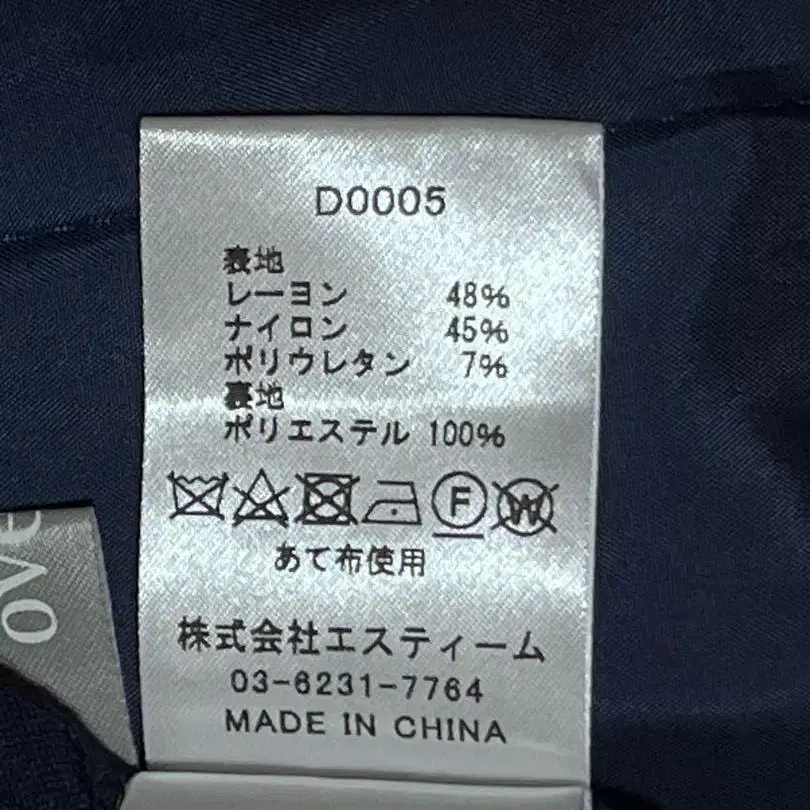 D0005
表地
レーヨン 48%
ナイロン 45%
ポリウレタン 7%
裏地
ポリエステル 100%
F W
あて布使用
株式会社エスティーム
03-6231-7764
MADE IN CHINA
ove